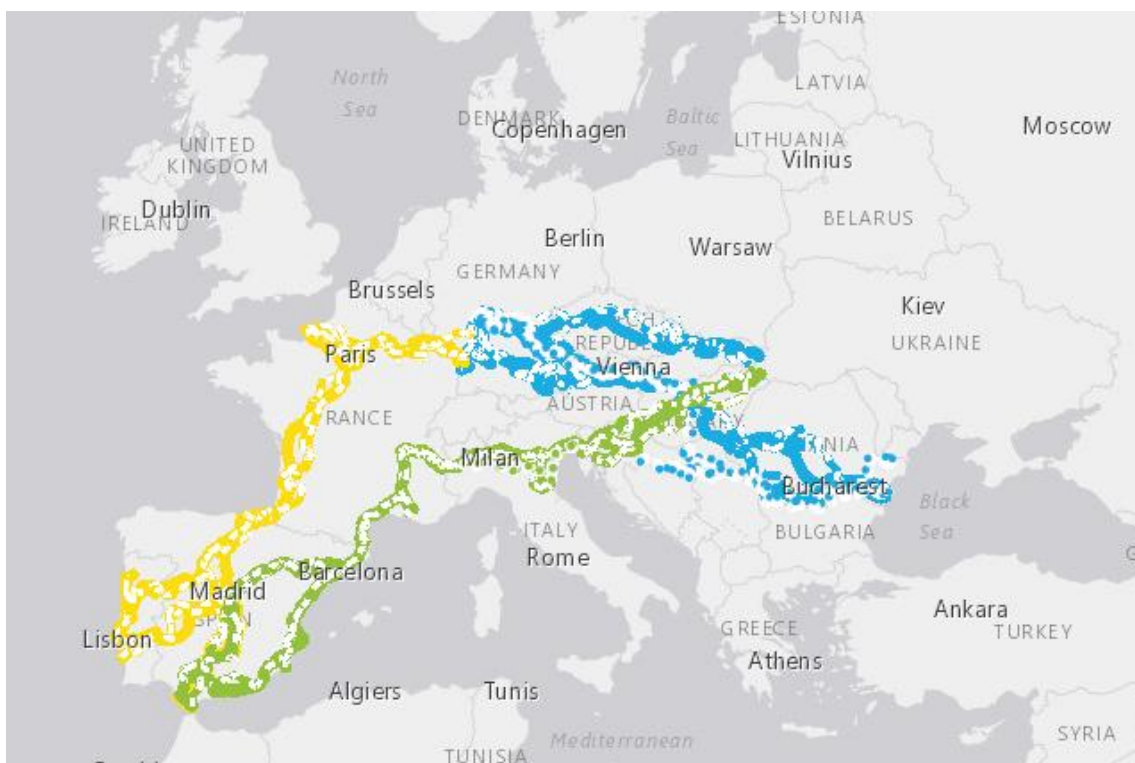 ESTONIA
North
Sea
LATVIA
DENMARK
Copenhagen
Baltic
Sea
Moscow
UNITED
KINGDOM
LITHUANIA
Vilnius
Dublin
IRELAND
BELARUS
Berlin
Warsaw
GERMANY
Brussels
Kiev
UKRAINE
Paris
Vienna
AUSTRIA
RANCE
Milan
Bucharest
Black
Sea
ITALY
Rome
BULGARIA
Barcelona
Madrid
Lisbon
Ankara
TURKEY
GREECE
Athens
Algiers
Tunis
Mediterranean
SYRIA
TUNISIA